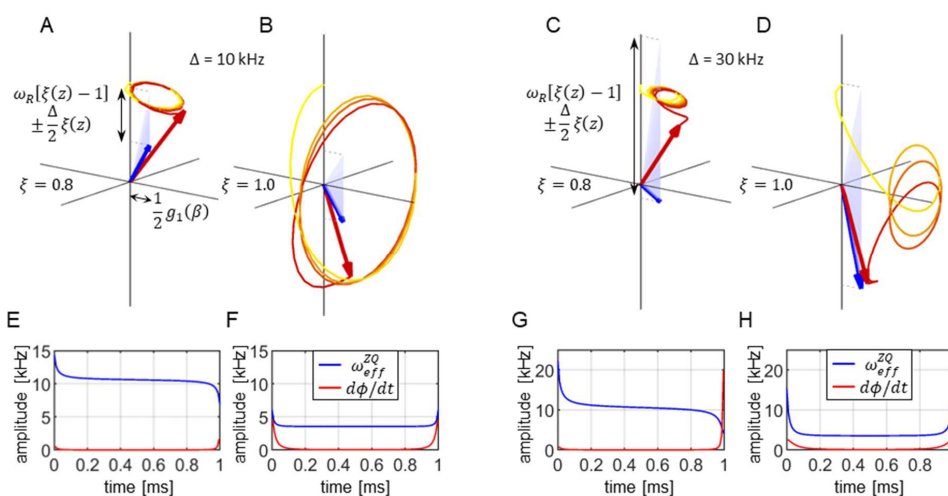 A
B
Δ = 10 kHz
ω_R[ξ(z) − 1]
± Δ/2 ξ(z)
ξ = 0.8
ξ = 1.0
1/2 g₁(β)
C
D
Δ = 30 kHz
ω_R[ξ(z) − 1]
± Δ/2 ξ(z)
ξ = 0.8
ξ = 1.0
E
F
G
H
amplitude [kHz]
15
10
5
0
0 0.2 0.4 0.6 0.8 1
time [ms]
amplitude [kHz]
15
10
5
0
ω_eff^ZQ
dϕ/dt
0 0.2 0.4 0.6 0.8 1
time [ms]
amplitude [kHz]
20
10
0
0 0.2 0.4 0.6 0.8 1
time [ms]
amplitude [kHz]
20
10
0
ω_eff^ZQ
dϕ/dt
0 0.2 0.4 0.6 0.8 1
time [ms]